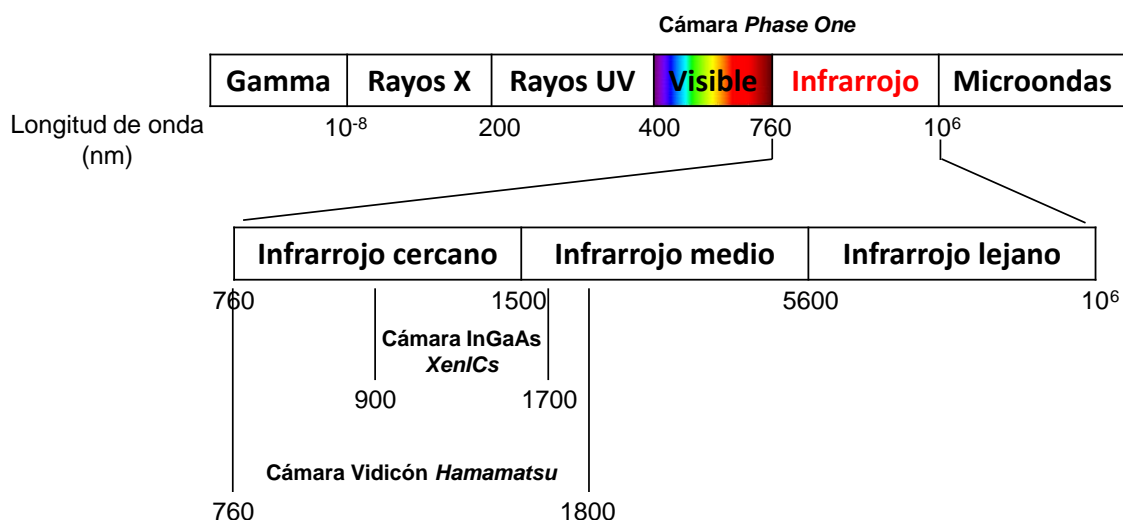 Cámara Phase One
Gamma Rayos X Rayos UV Visible Infrarrojo Microondas
Longitud de onda
(nm)
10⁻⁸ 200 400 760 10⁶
Infrarrojo cercano Infrarrojo medio Infrarrojo lejano
760 1500 5600 10⁶
Cámara InGaAs
XenICs
900 1700
Cámara Vidicón Hamamatsu
760 1800